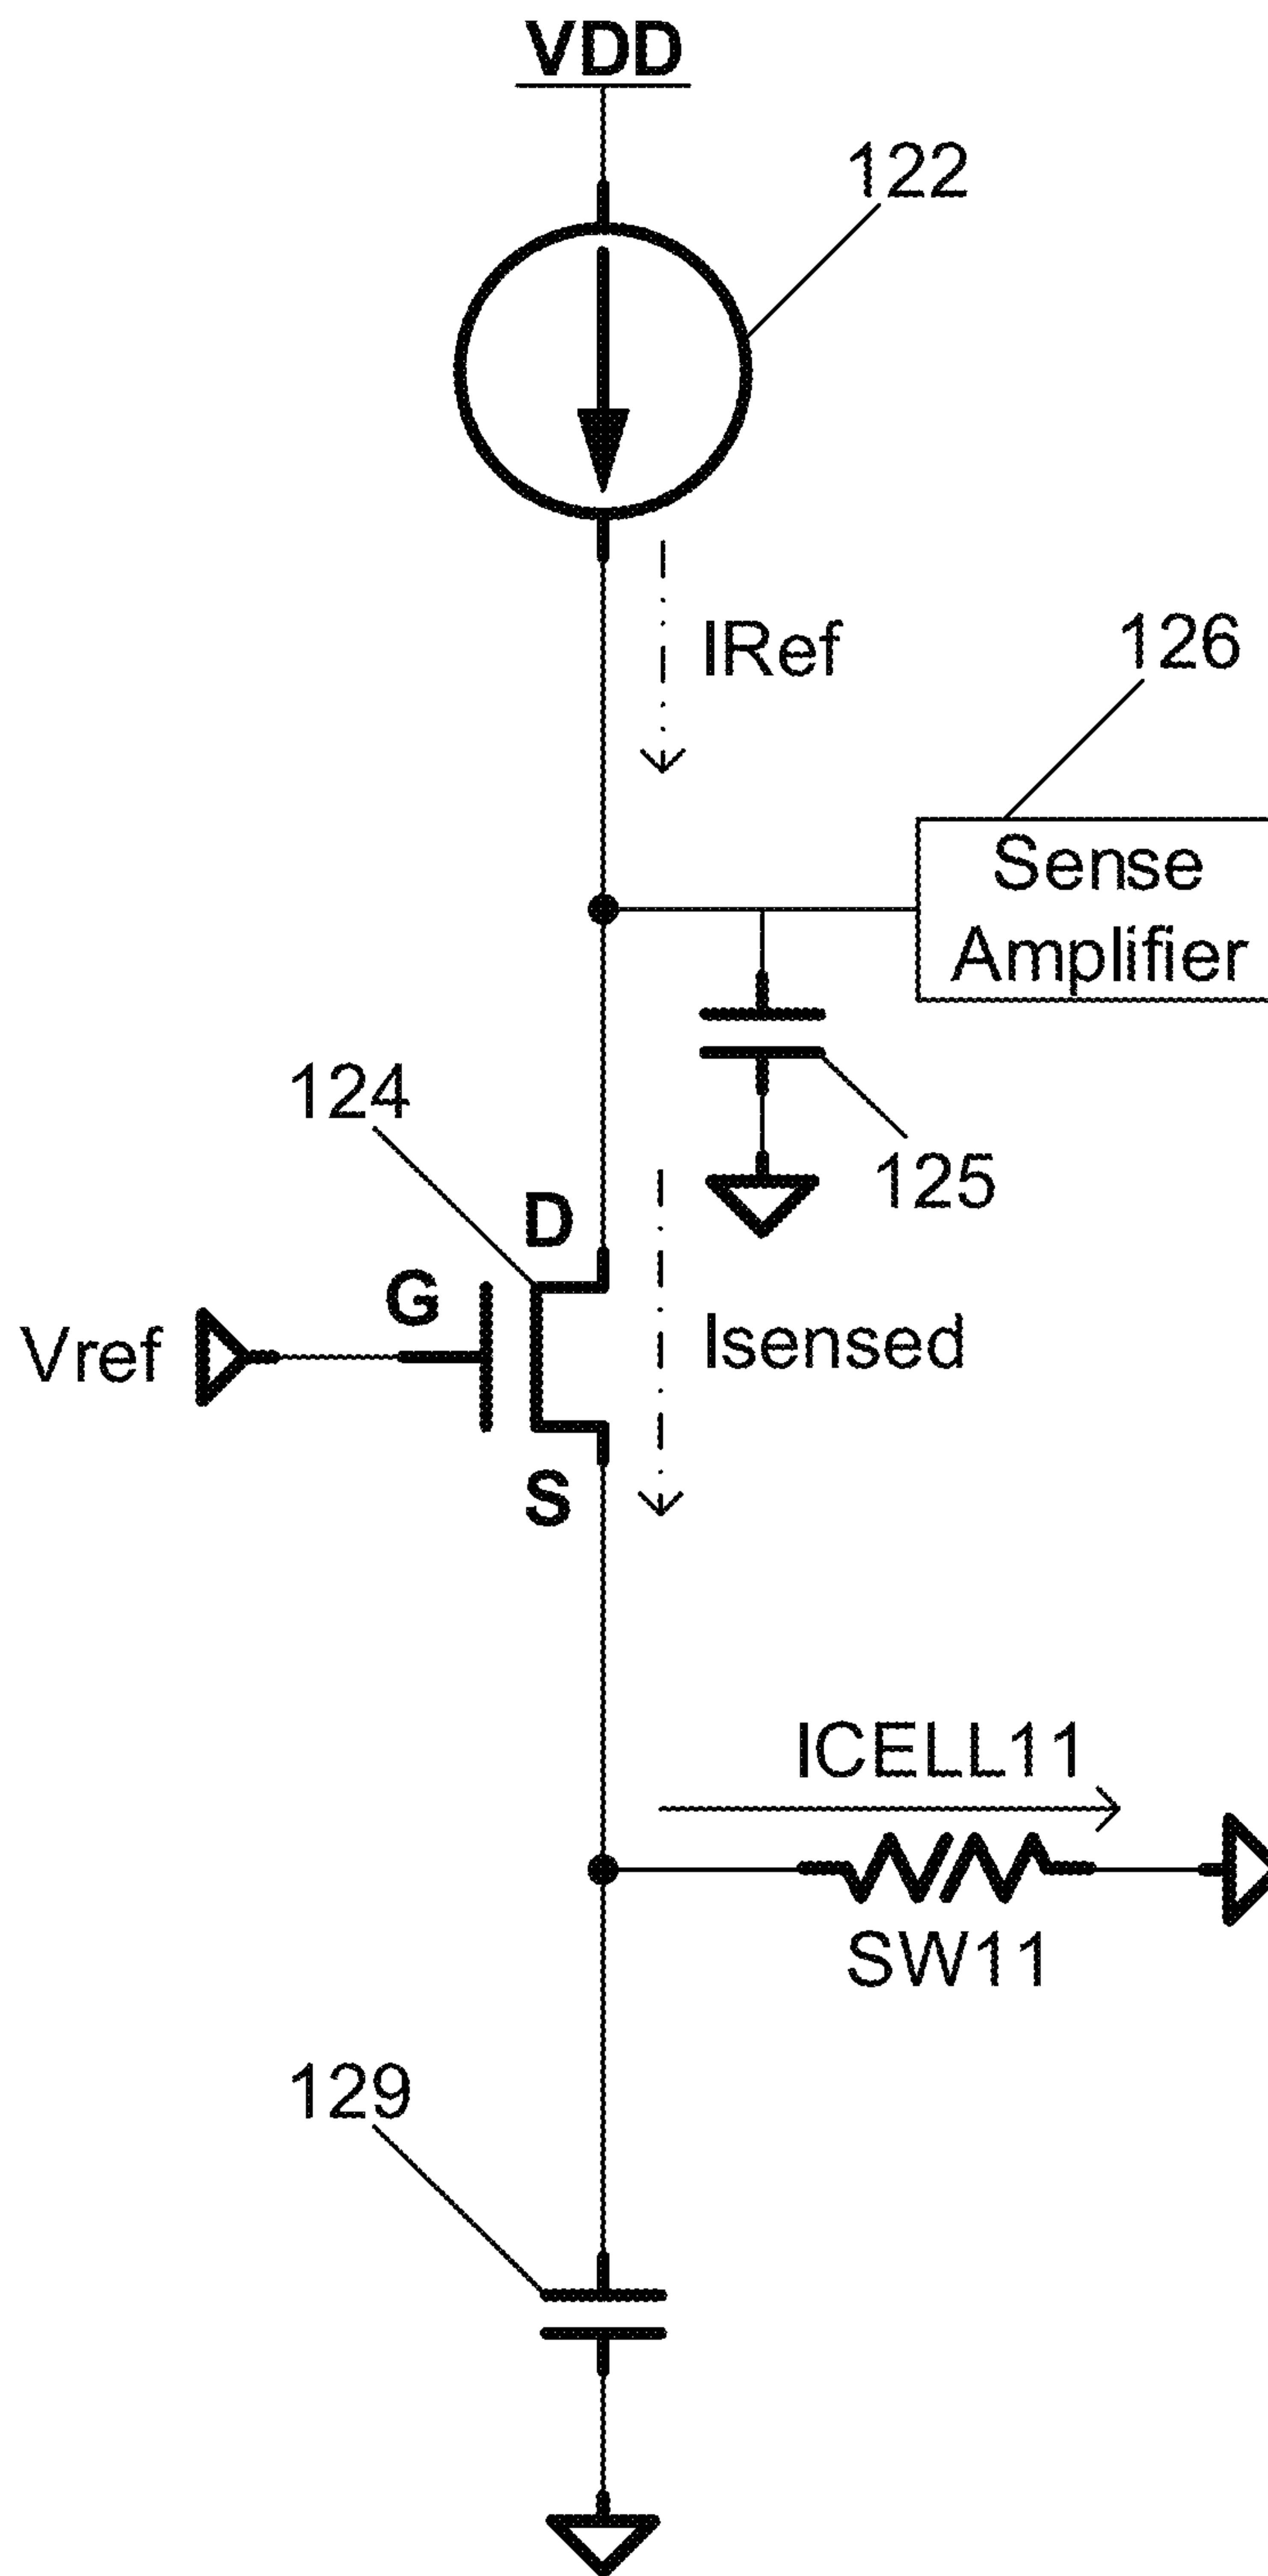 VDD
122
IRef
126
Sense
Amplifier
124
D
125
G
Vref
Isensed
S
ICELL11
SW11
129